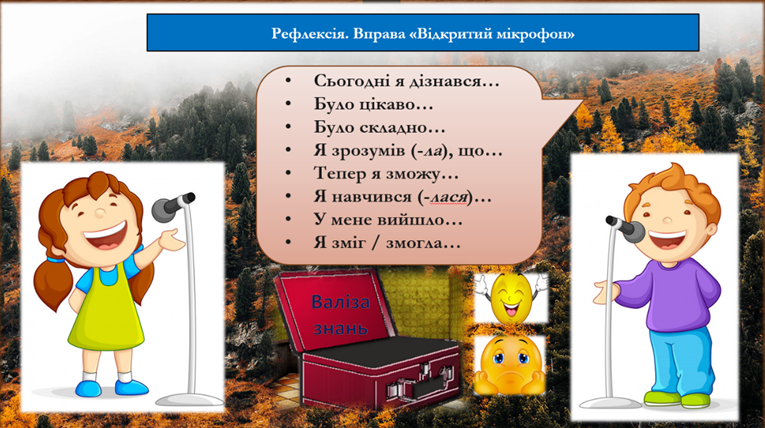 Рефлексія. Вправа «Відкритий мікрофон»
• Сьогодні я дізнався…
• Було цікаво…
• Було складно…
• Я зрозумів (-ла), що…
• Тепер я зможу…
• Я навчився (-лася)…
• У мене вийшло…
• Я зміг / змогла…
Валіза
знань